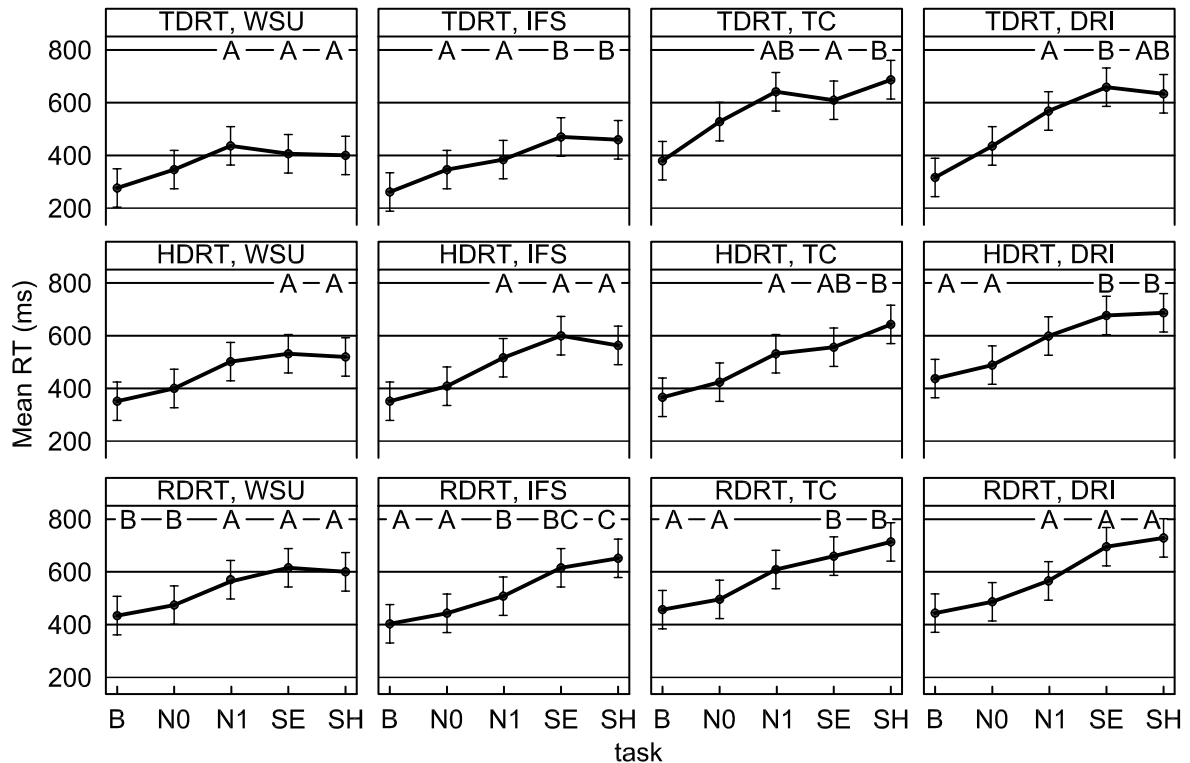 TDRT, WSU TDRT, IFS TDRT, TC TDRT, DRI
800 A A A A A B B AB A B A B AB
600
400
200
HDRT, WSU HDRT, IFS HDRT, TC HDRT, DRI
800 A A A A A A AB B A A B B
600
400
200
Mean RT (ms)
RDRT, WSU RDRT, IFS RDRT, TC RDRT, DRI
800 B B A A A A A B BC C A A B B A A A
600
400
200
B N0 N1 SE SH B N0 N1 SE SH B N0 N1 SE SH B N0 N1 SE SH
task